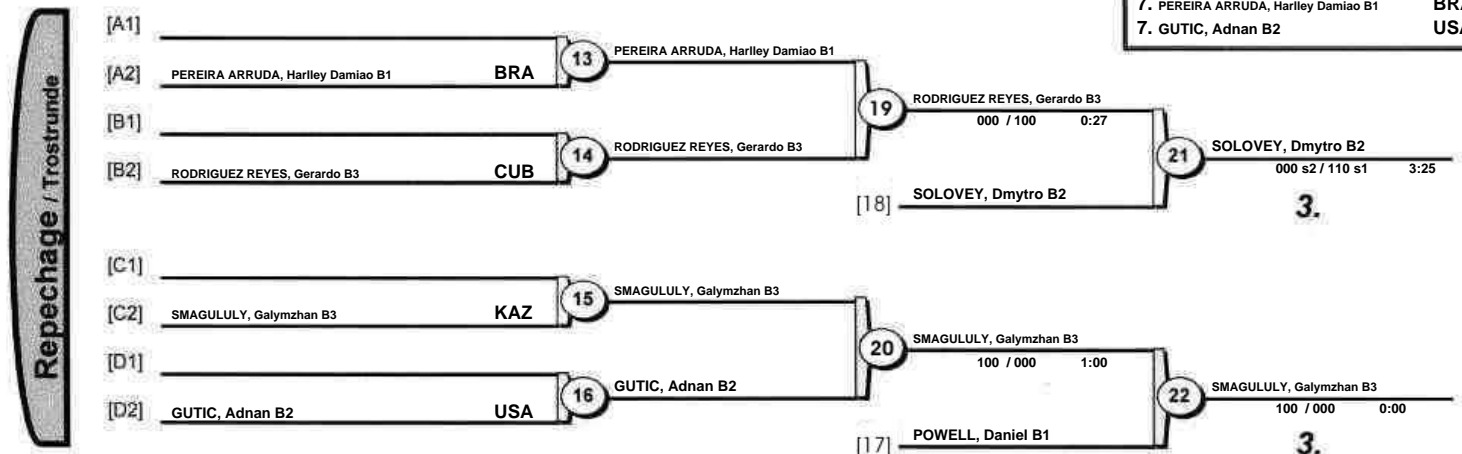 7. PEREIRA ARRUDA, Harlley Damiao B1
7. GUTIC, Adnan B2
Repechage / Trostrunde
[A1]
[A2] PEREIRA ARRUDA, Harlley Damiao B1 BRA
13 PEREIRA ARRUDA, Harlley Damiao B1
[B1]
[B2] RODRIGUEZ REYES, Gerardo B3 CUB
14 RODRIGUEZ REYES, Gerardo B3
19 RODRIGUEZ REYES, Gerardo B3
000 / 100 0:27
[18] SOLOVEY, Dmytro B2
21 SOLOVEY, Dmytro B2
000 s2 / 110 s1 3:25
3.
[C1]
[C2] SMAGULULY, Galymzhan B3 KAZ
15 SMAGULULY, Galymzhan B3
[D1]
[D2] GUTIC, Adnan B2 USA
16 GUTIC, Adnan B2
20 SMAGULULY, Galymzhan B3
100 / 000 1:00
[17] POWELL, Daniel B1
22 SMAGULULY, Galymzhan B3
100 / 000 0:00
3.